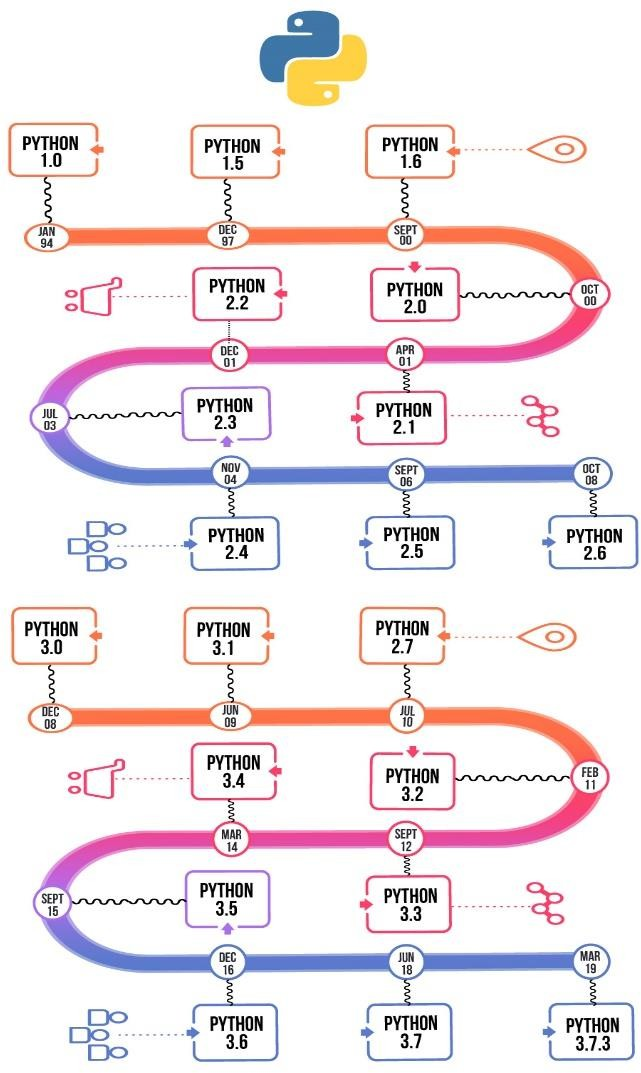 PYTHON
1.0
PYTHON
1.5
PYTHON
1.6
JAN
94
DEC
97
SEPT
00
PYTHON
2.2
PYTHON
2.0
OCT
00
DEC
01
APR
01
JUL
03
PYTHON
2.3
PYTHON
2.1
NOV
04
SEPT
06
OCT
08
PYTHON
2.4
PYTHON
2.5
PYTHON
2.6
PYTHON
3.0
PYTHON
3.1
PYTHON
2.7
DEC
08
JUN
09
JUL
10
PYTHON
3.4
PYTHON
3.2
FEB
11
MAR
14
SEPT
12
SEPT
15
PYTHON
3.5
PYTHON
3.3
DEC
16
JUN
18
MAR
19
PYTHON
3.6
PYTHON
3.7
PYTHON
3.7.3